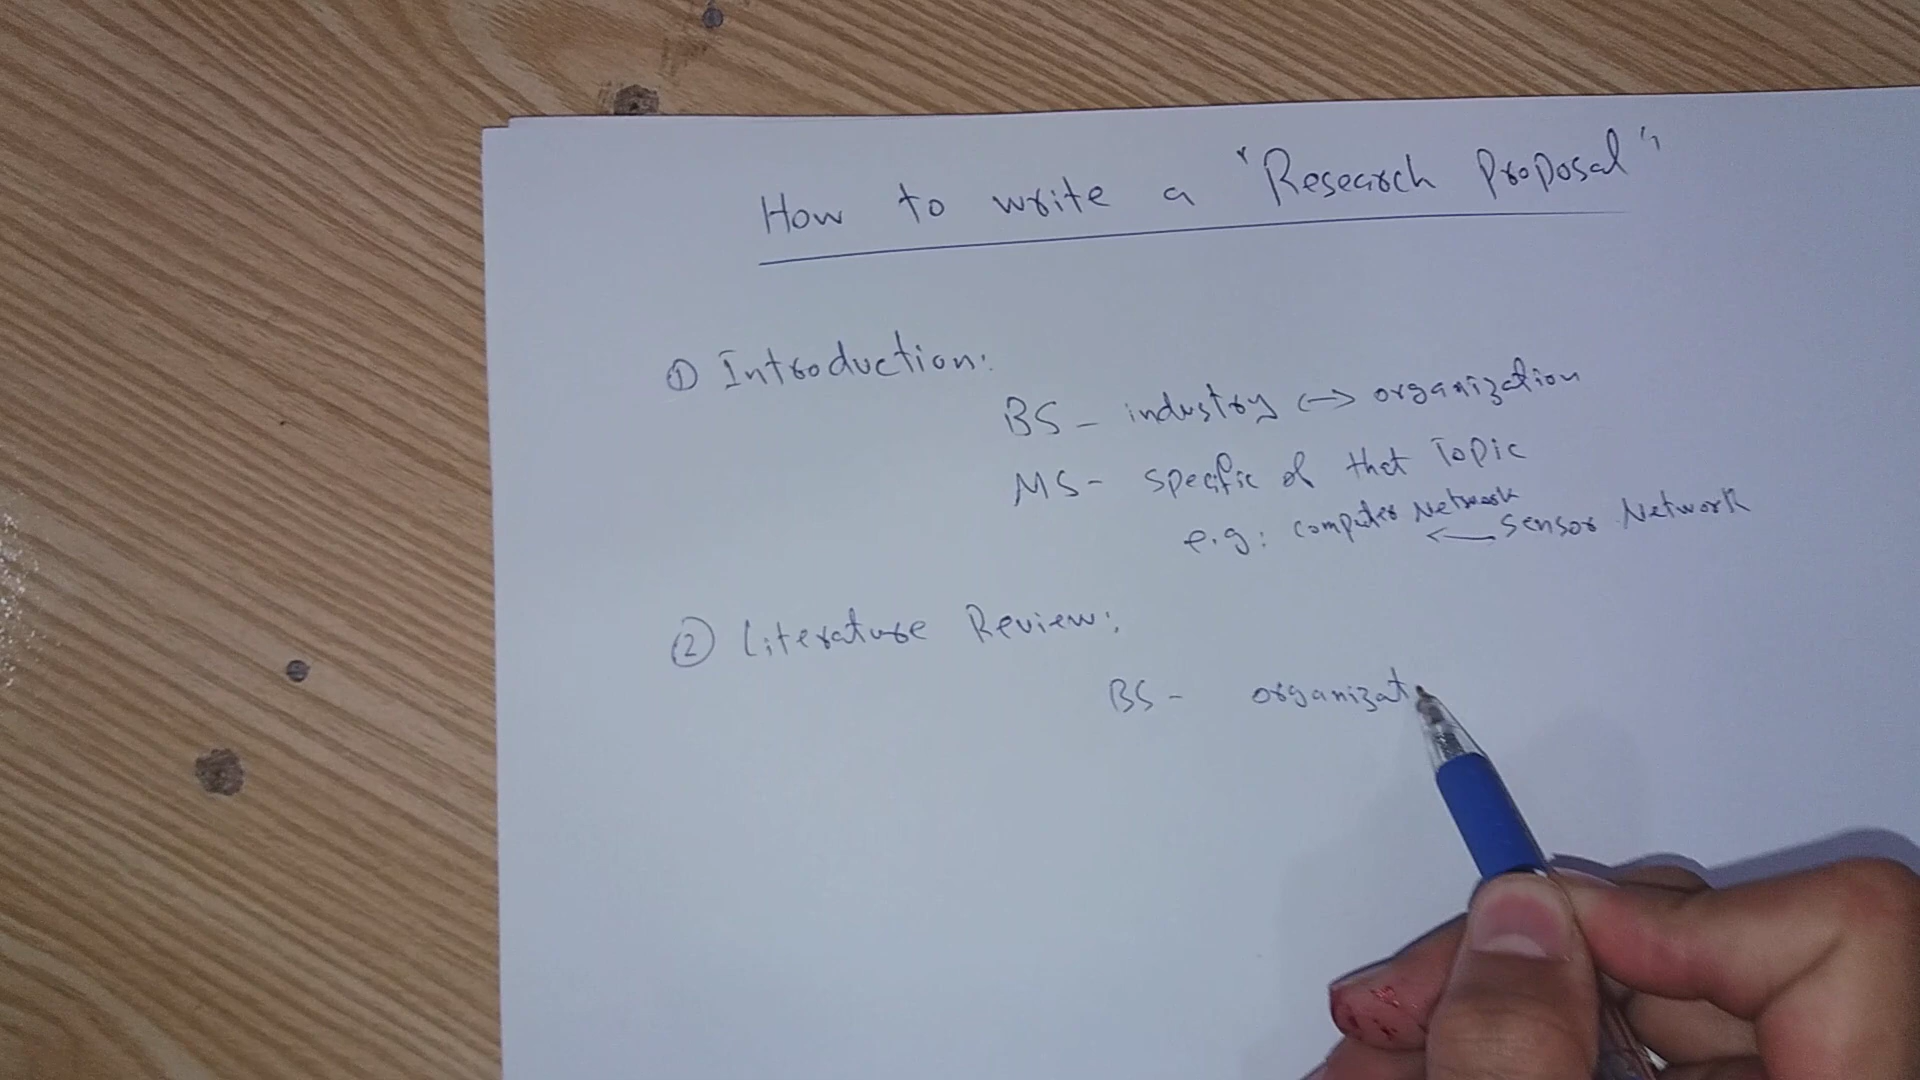 How to write a "Research Proposal"
① Introduction:
BS - industry ↔ organization
MS - specific of that Topic
e.g: computer Network ← Sensor Network
② Literature Review:
BS - organizat